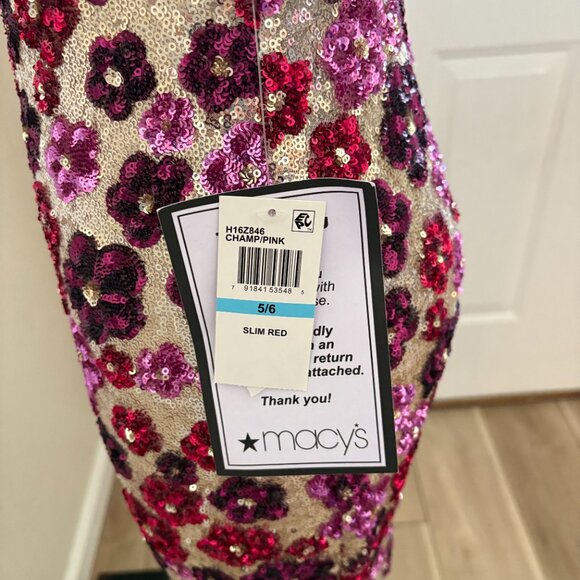 H16Z846
CHAMP/PINK
7 91841 53548 5
5/6
SLIM RED
with
se.
dly
an
return
attached.
Thank you!
★macy's